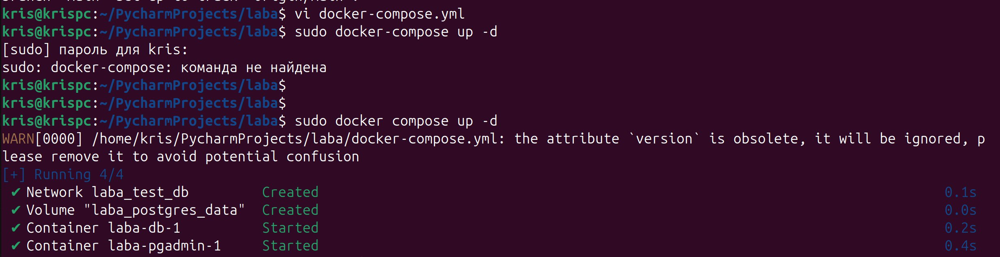 kris@krispc:~/PycharmProjects/laba$ vi docker-compose.yml
kris@krispc:~/PycharmProjects/laba$ sudo docker-compose up -d
[sudo] пароль для kris:
sudo: docker-compose: команда не найдена
kris@krispc:~/PycharmProjects/laba$
kris@krispc:~/PycharmProjects/laba$
kris@krispc:~/PycharmProjects/laba$ sudo docker compose up -d
WARN[0000] /home/kris/PycharmProjects/laba/docker-compose.yml: the attribute `version` is obsolete, it will be ignored, p
lease remove it to avoid potential confusion
[+] Running 4/4
✔ Network laba_test_db Created 0.1s
✔ Volume "laba_postgres_data" Created 0.0s
✔ Container laba-db-1 Started 0.2s
✔ Container laba-pgadmin-1 Started 0.4s